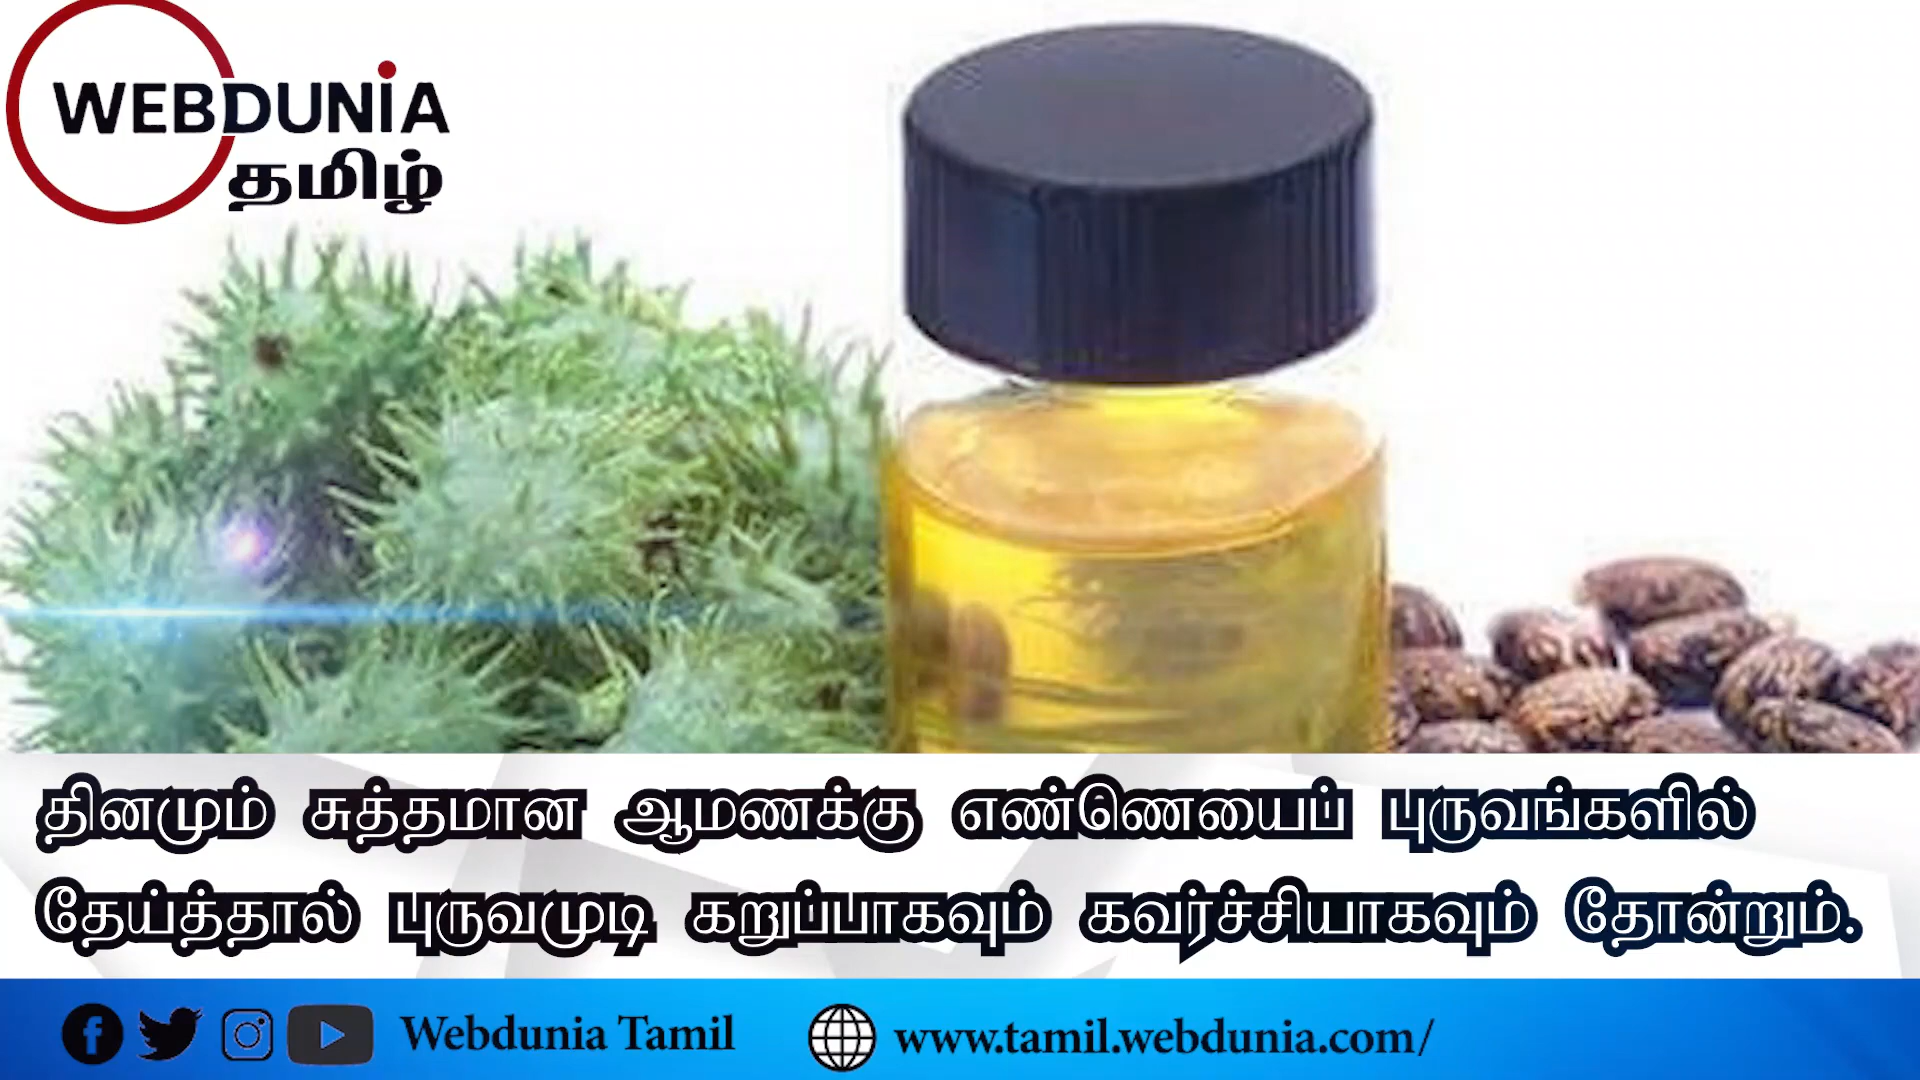 WEBDUNIA
தமிழ்
தினமும் சுத்தமான ஆமணக்கு எண்ணெயைப் புருவங்களில்
தேய்த்தால் புருவமுடி கறுப்பாகவும் கவர்ச்சியாகவும் தோன்றும்.
Webdunia Tamil www.tamil.webdunia.com/